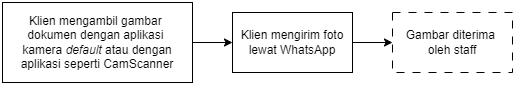 Klien mengambil gambar
dokumen dengan aplikasi
kamera default atau dengan
aplikasi seperti CamScanner
Klien mengirim foto
lewat WhatsApp
Gambar diterima
oleh staff